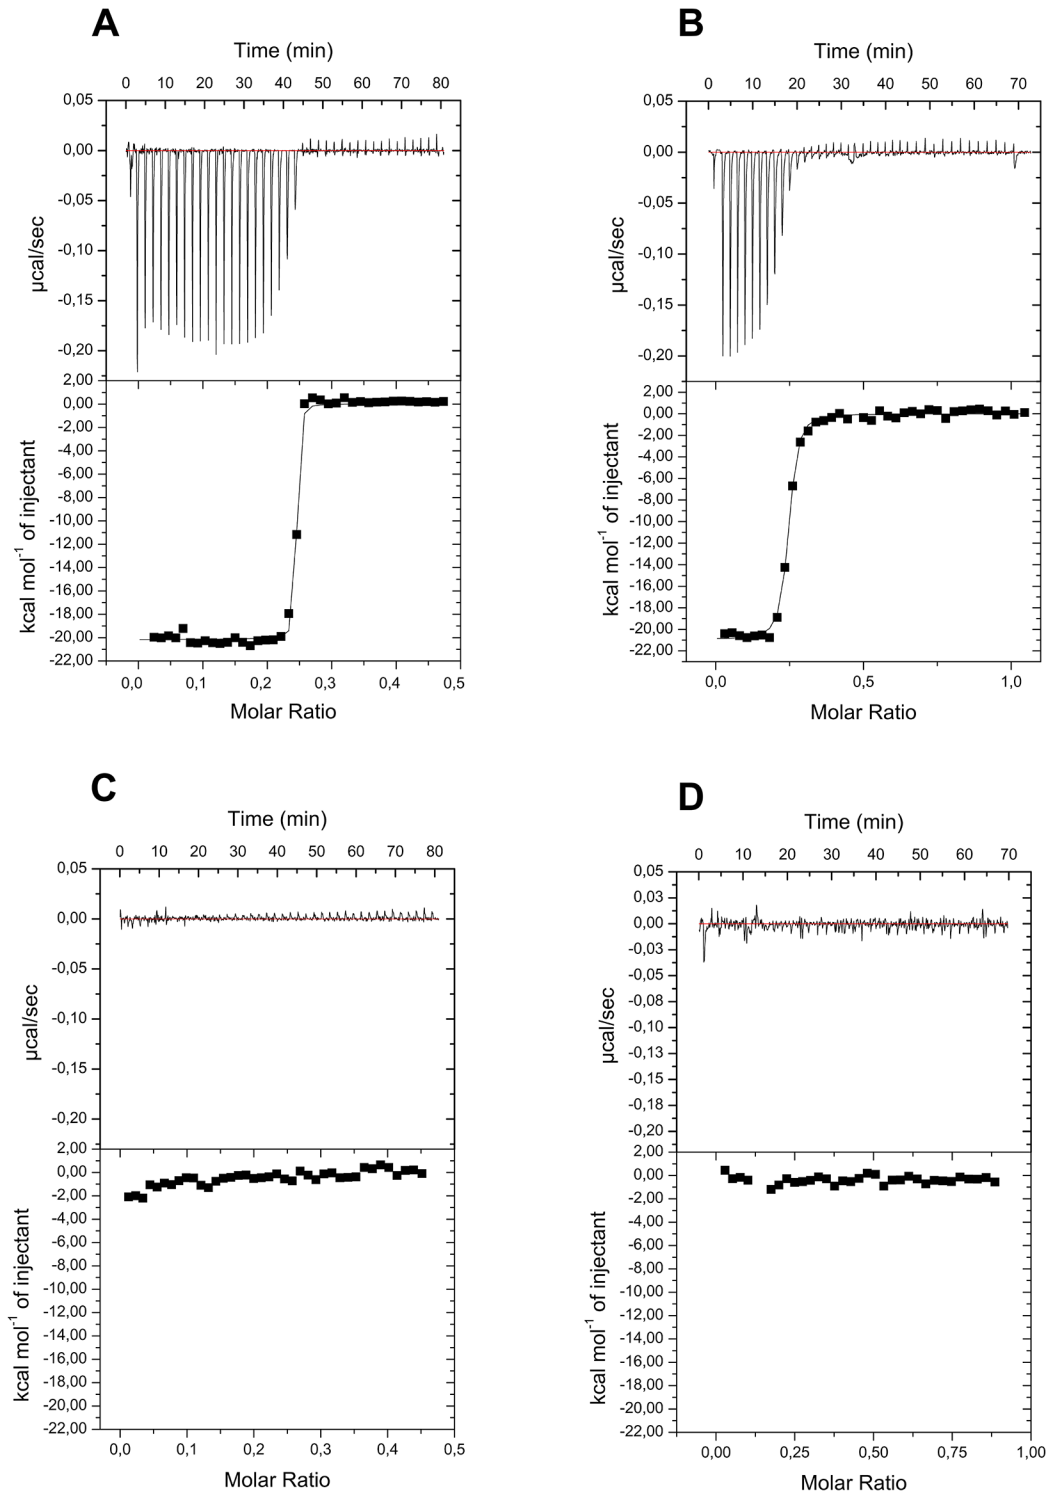 A
Time (min)
0 10 20 30 40 50 60 70 80
0,05
0,00
-0,05
-0,10
-0,15
-0,20
µcal/sec
2,00
0,00
-2,00
-4,00
-6,00
-8,00
-10,00
-12,00
-14,00
-16,00
-18,00
-20,00
-22,00
kcal mol-1 of injectant
0,0 0,1 0,2 0,3 0,4 0,5
Molar Ratio
B
Time (min)
0 10 20 30 40 50 60 70
0,05
0,00
-0,05
-0,10
-0,15
-0,20
µcal/sec
2,00
0,00
-2,00
-4,00
-6,00
-8,00
-10,00
-12,00
-14,00
-16,00
-18,00
-20,00
-22,00
kcal mol-1 of injectant
0,0 0,5 1,0
Molar Ratio
C
Time (min)
0 10 20 30 40 50 60 70 80
0,05
0,00
-0,05
-0,10
-0,15
-0,20
µcal/sec
2,00
0,00
-2,00
-4,00
-6,00
-8,00
-10,00
-12,00
-14,00
-16,00
-18,00
-20,00
-22,00
kcal mol-1 of injectant
0,0 0,1 0,2 0,3 0,4 0,5
Molar Ratio
D
Time (min)
0 10 20 30 40 50 60 70
0,05
0,03
0,00
-0,03
-0,05
-0,08
-0,10
-0,13
-0,15
-0,18
-0,20
µcal/sec
2,00
0,00
-2,00
-4,00
-6,00
-8,00
-10,00
-12,00
-14,00
-16,00
-18,00
-20,00
-22,00
kcal mol-1 of injectant
0,00 0,25 0,50 0,75 1,00
Molar Ratio